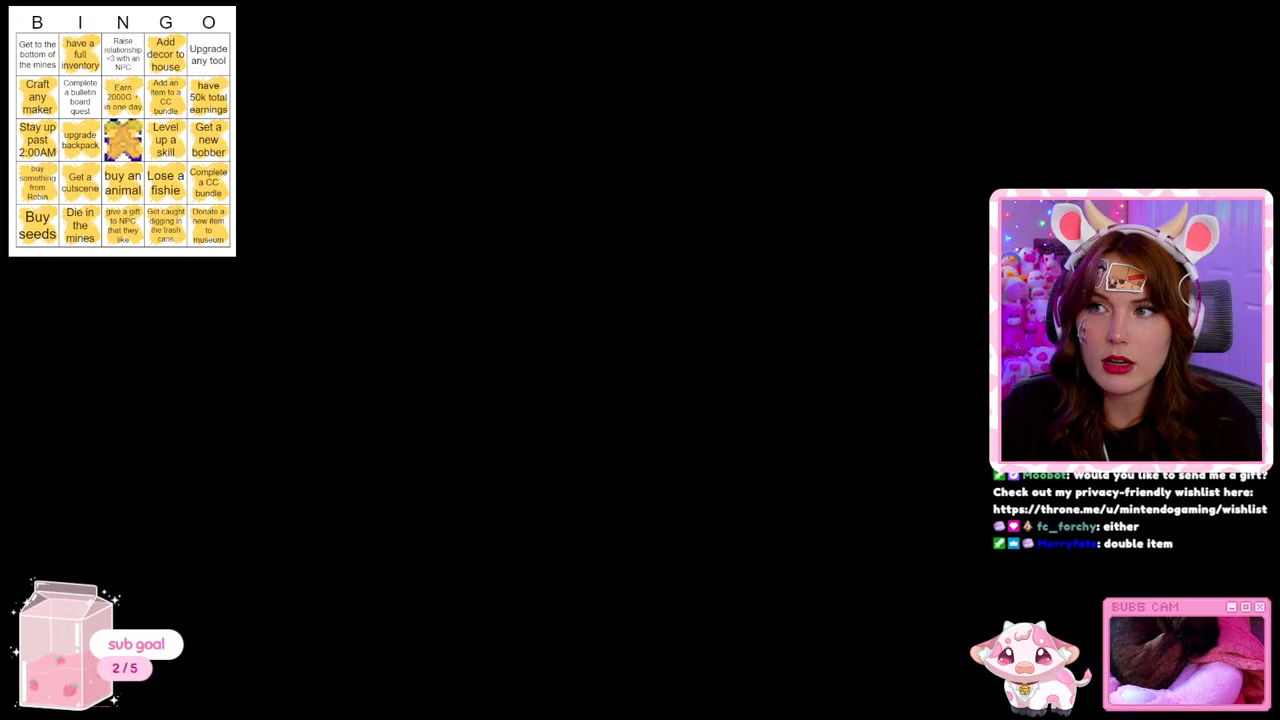 B I N G O
Get to the bottom of the mines
have a full inventory
Raise relationship <3 with an NPC
Add decor to house
Upgrade any tool
Craft any maker
Complete a bulletin board quest
Earn 2000G + in one day
Add an item to a CC bundle
have 50k total earnings
Stay up past 2:00AM
upgrade backpack
Level up a skill
Get a new bobber
buy something from Robin
Get a cutscene
buy an animal
Lose a fishie
Complete a CC bundle
Buy seeds
Die in the mines
give a gift to NPC that they like
Get caught digging in the trash cans
Donate a new item to museum
Moobot: Would you like to send me a gift?
Check out my privacy-friendly wishlist here:
https://throne.me/u/mintendogaming/wishlist
fc_forchy: either
: double item
sub goal
2 / 5
BUBS CAM